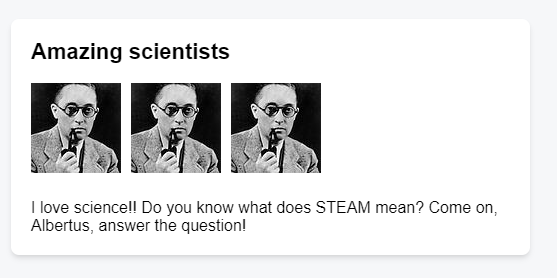 Amazing scientists
I love science!! Do you know what does STEAM mean? Come on,
Albertus, answer the question!